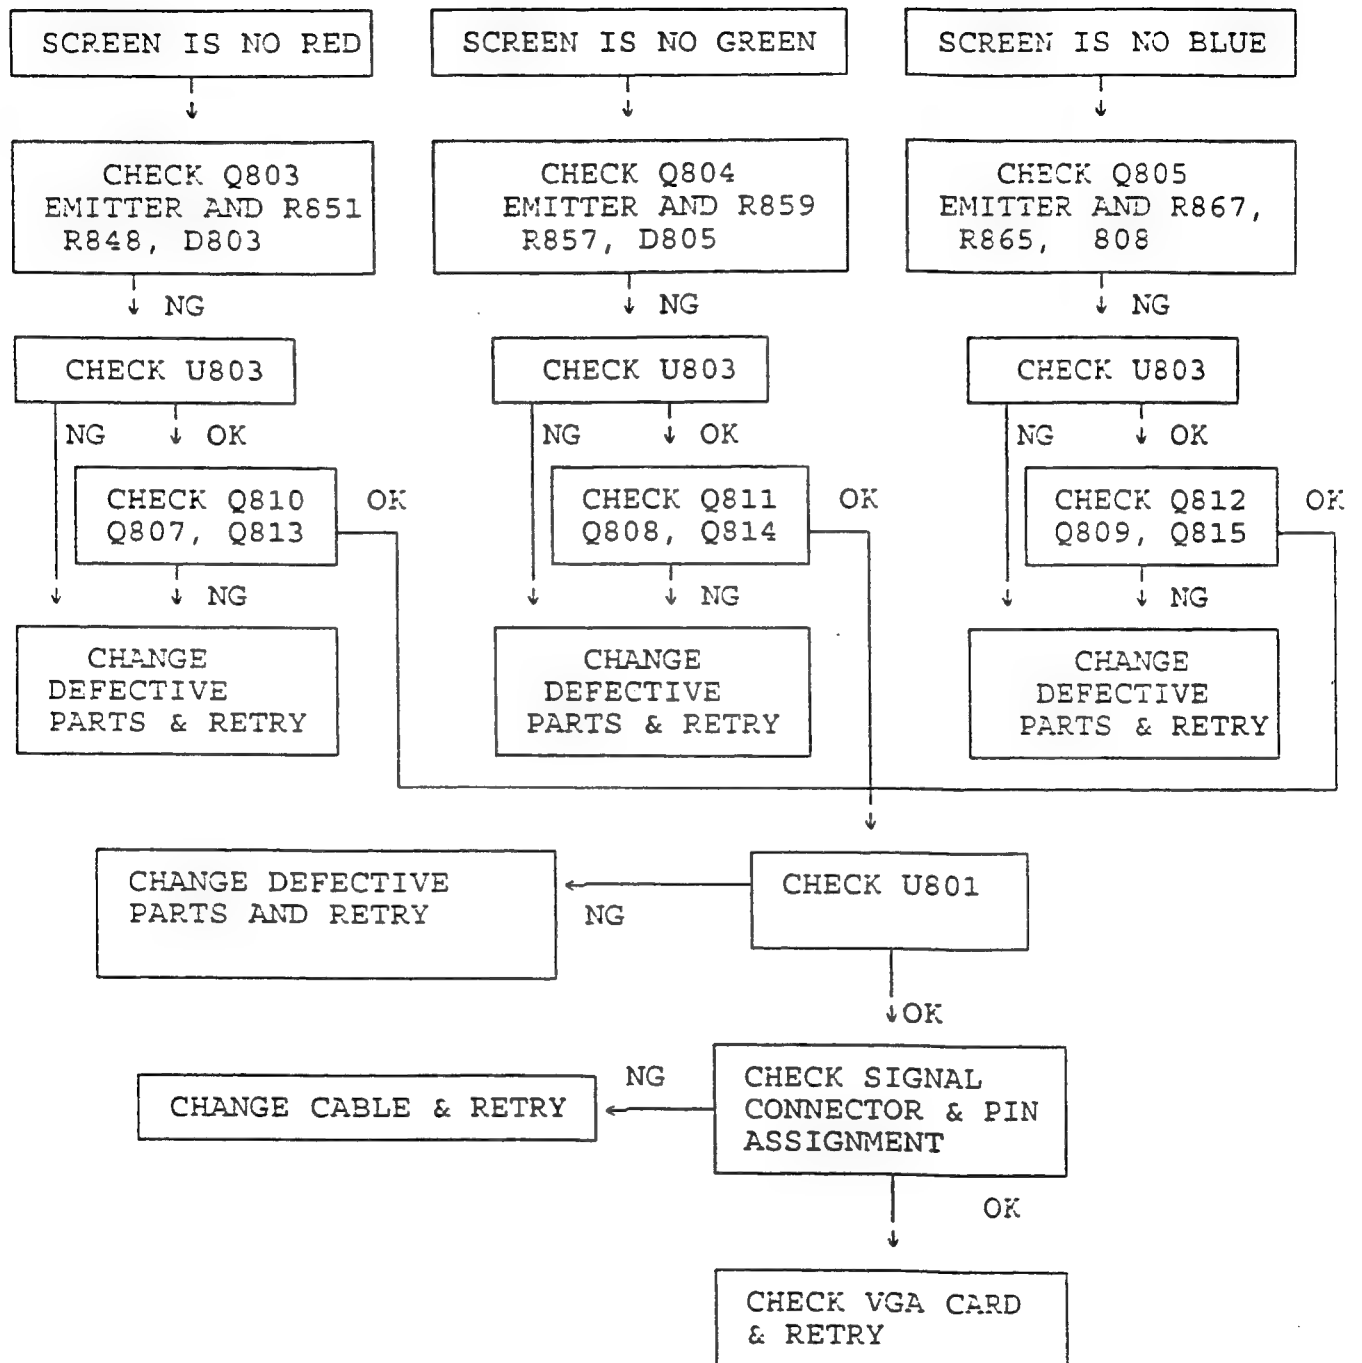 SCREEN IS NO RED
SCREEN IS NO GREEN
SCREEN IS NO BLUE
CHECK Q803
EMITTER AND R851
R848, D803
CHECK Q804
EMITTER AND R859
R857, D805
CHECK Q805
EMITTER AND R867,
R865, 808
NG
NG
NG
CHECK U803
CHECK U803
CHECK U803
NG
OK
NG
OK
NG
OK
CHECK Q810
Q807, Q813
OK
CHECK Q811
Q808, Q814
OK
CHECK Q812
Q809, Q815
OK
NG
NG
NG
CHANGE
DEFECTIVE
PARTS & RETRY
CHANGE
DEFECTIVE
PARTS & RETRY
CHANGE
DEFECTIVE
PARTS & RETRY
CHANGE DEFECTIVE
PARTS AND RETRY
NG
CHECK U801
OK
CHANGE CABLE & RETRY
NG
CHECK SIGNAL
CONNECTOR & PIN
ASSIGNMENT
OK
CHECK VGA CARD
& RETRY